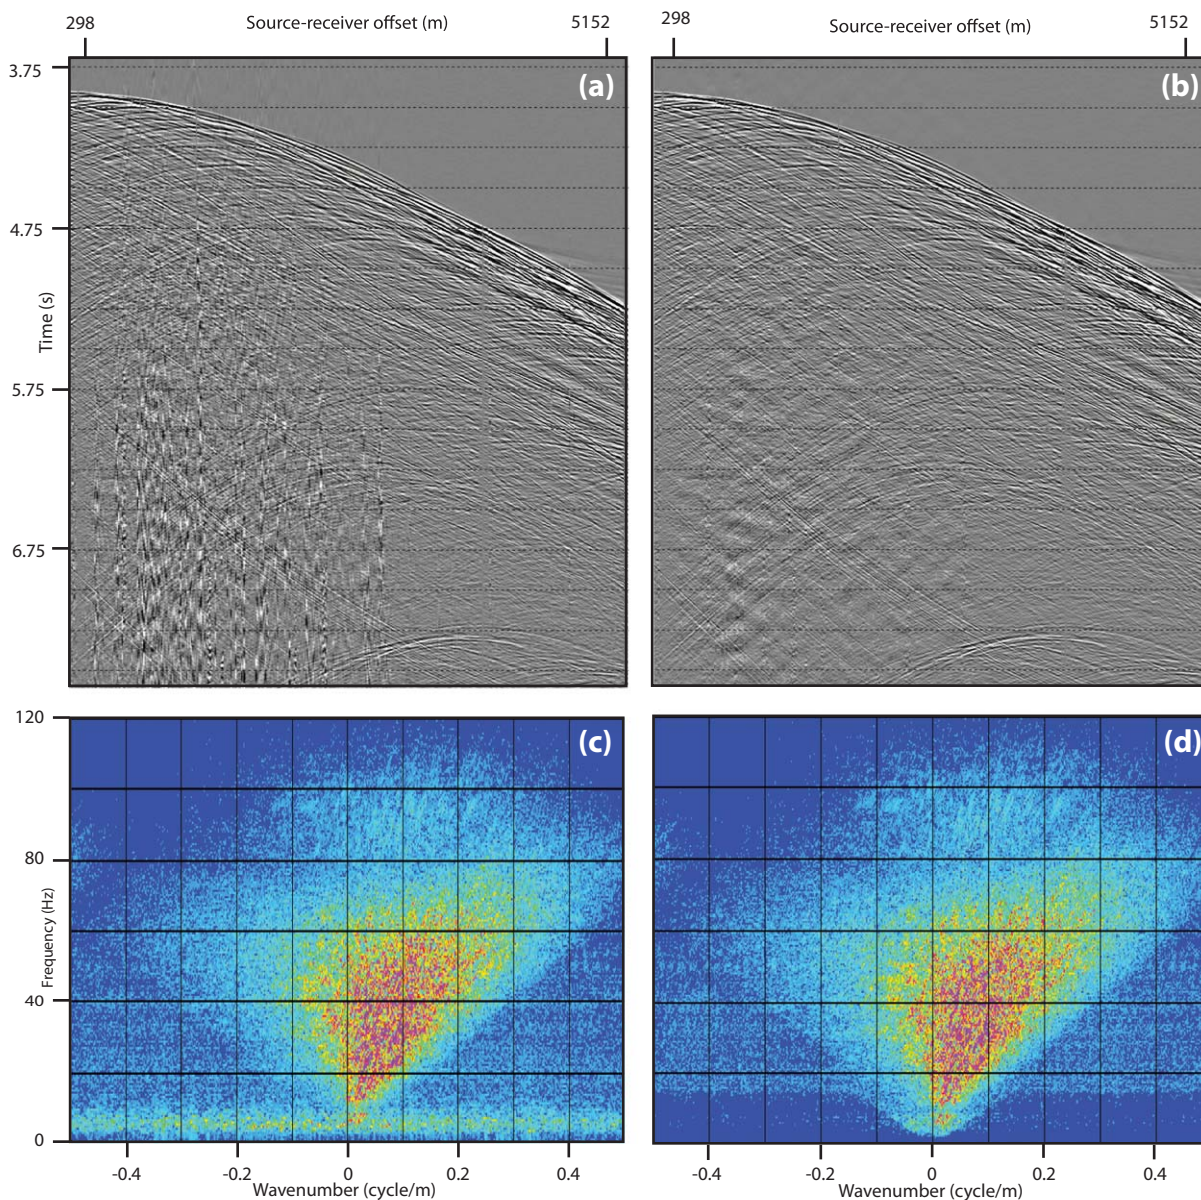 298 Source-receiver offset (m) 5152
298 Source-receiver offset (m) 5152
(a)
(b)
3.75
4.75
5.75
6.75
Time (s)
(c)
(d)
120
80
40
0
Frequency (Hz)
-0.4 -0.2 0 0.2 0.4
Wavenumber (cycle/m)
-0.4 -0.2 0 0.2 0.4
Wavenumber (cycle/m)